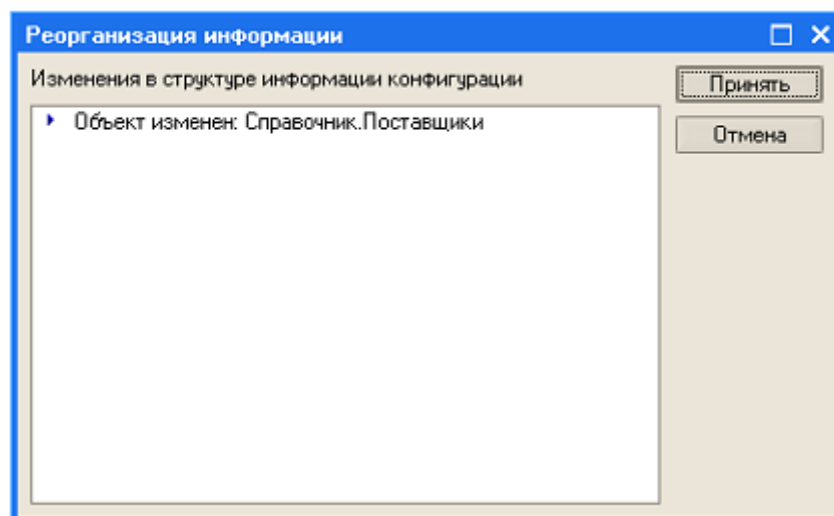 Реорганизация информации
Изменения в структуре информации конфигурации
Принять
Объект изменен: Справочник.Поставщики
Отмена